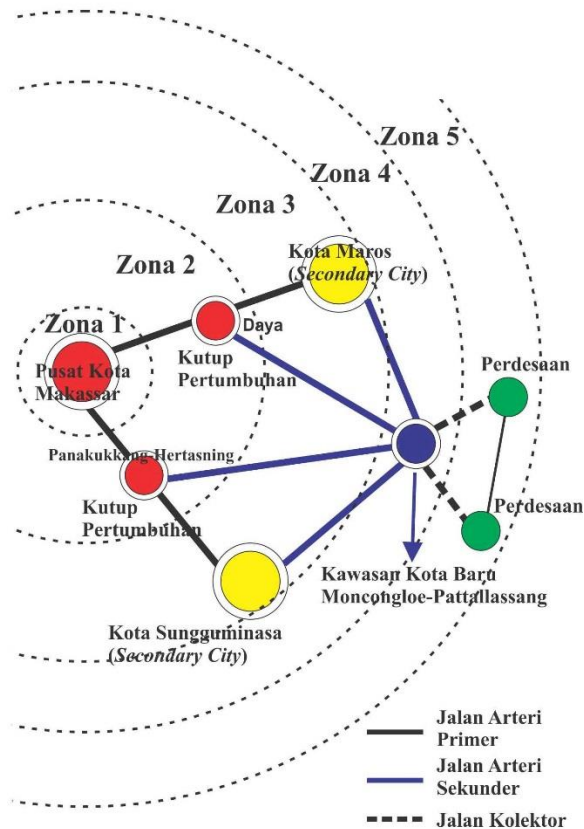 Zona 5
Zona 4
Zona 3
Kota Maros
(Secondary City)
Zona 2
Zona 1
Daya
Pusat Kota
Makassar
Kutup
Pertumbuhan
Perdesaan
Panakukkang-Hertasning
Kutup
Pertumbuhan
Perdesaan
Kawasan Kota Baru
Moncongloe-Pattallassang
Kota Sungguminasa
(Secondary City)
Jalan Arteri
Primer
Jalan Arteri
Sekunder
Jalan Kolektor